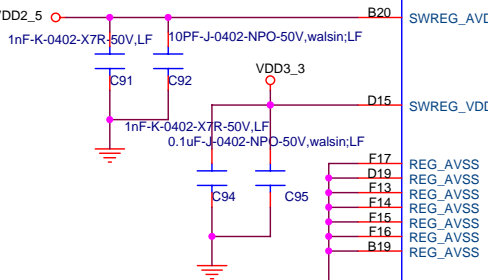 VDD2_5
B20
SWREG_AVD
1nF-K-0402-X7R-50V,LF
10PF-J-0402-NPO-50V,walsin;LF
C91
C92
VDD3_3
D15
SWREG_VDD
1nF-K-0402-X7R-50V,LF
0.1uF-J-0402-NPO-50V,walsin;LF
C94
C95
F17 REG_AVSS
D19 REG_AVSS
F13 REG_AVSS
F14 REG_AVSS
F15 REG_AVSS
F16 REG_AVSS
B19 REG_AVSS